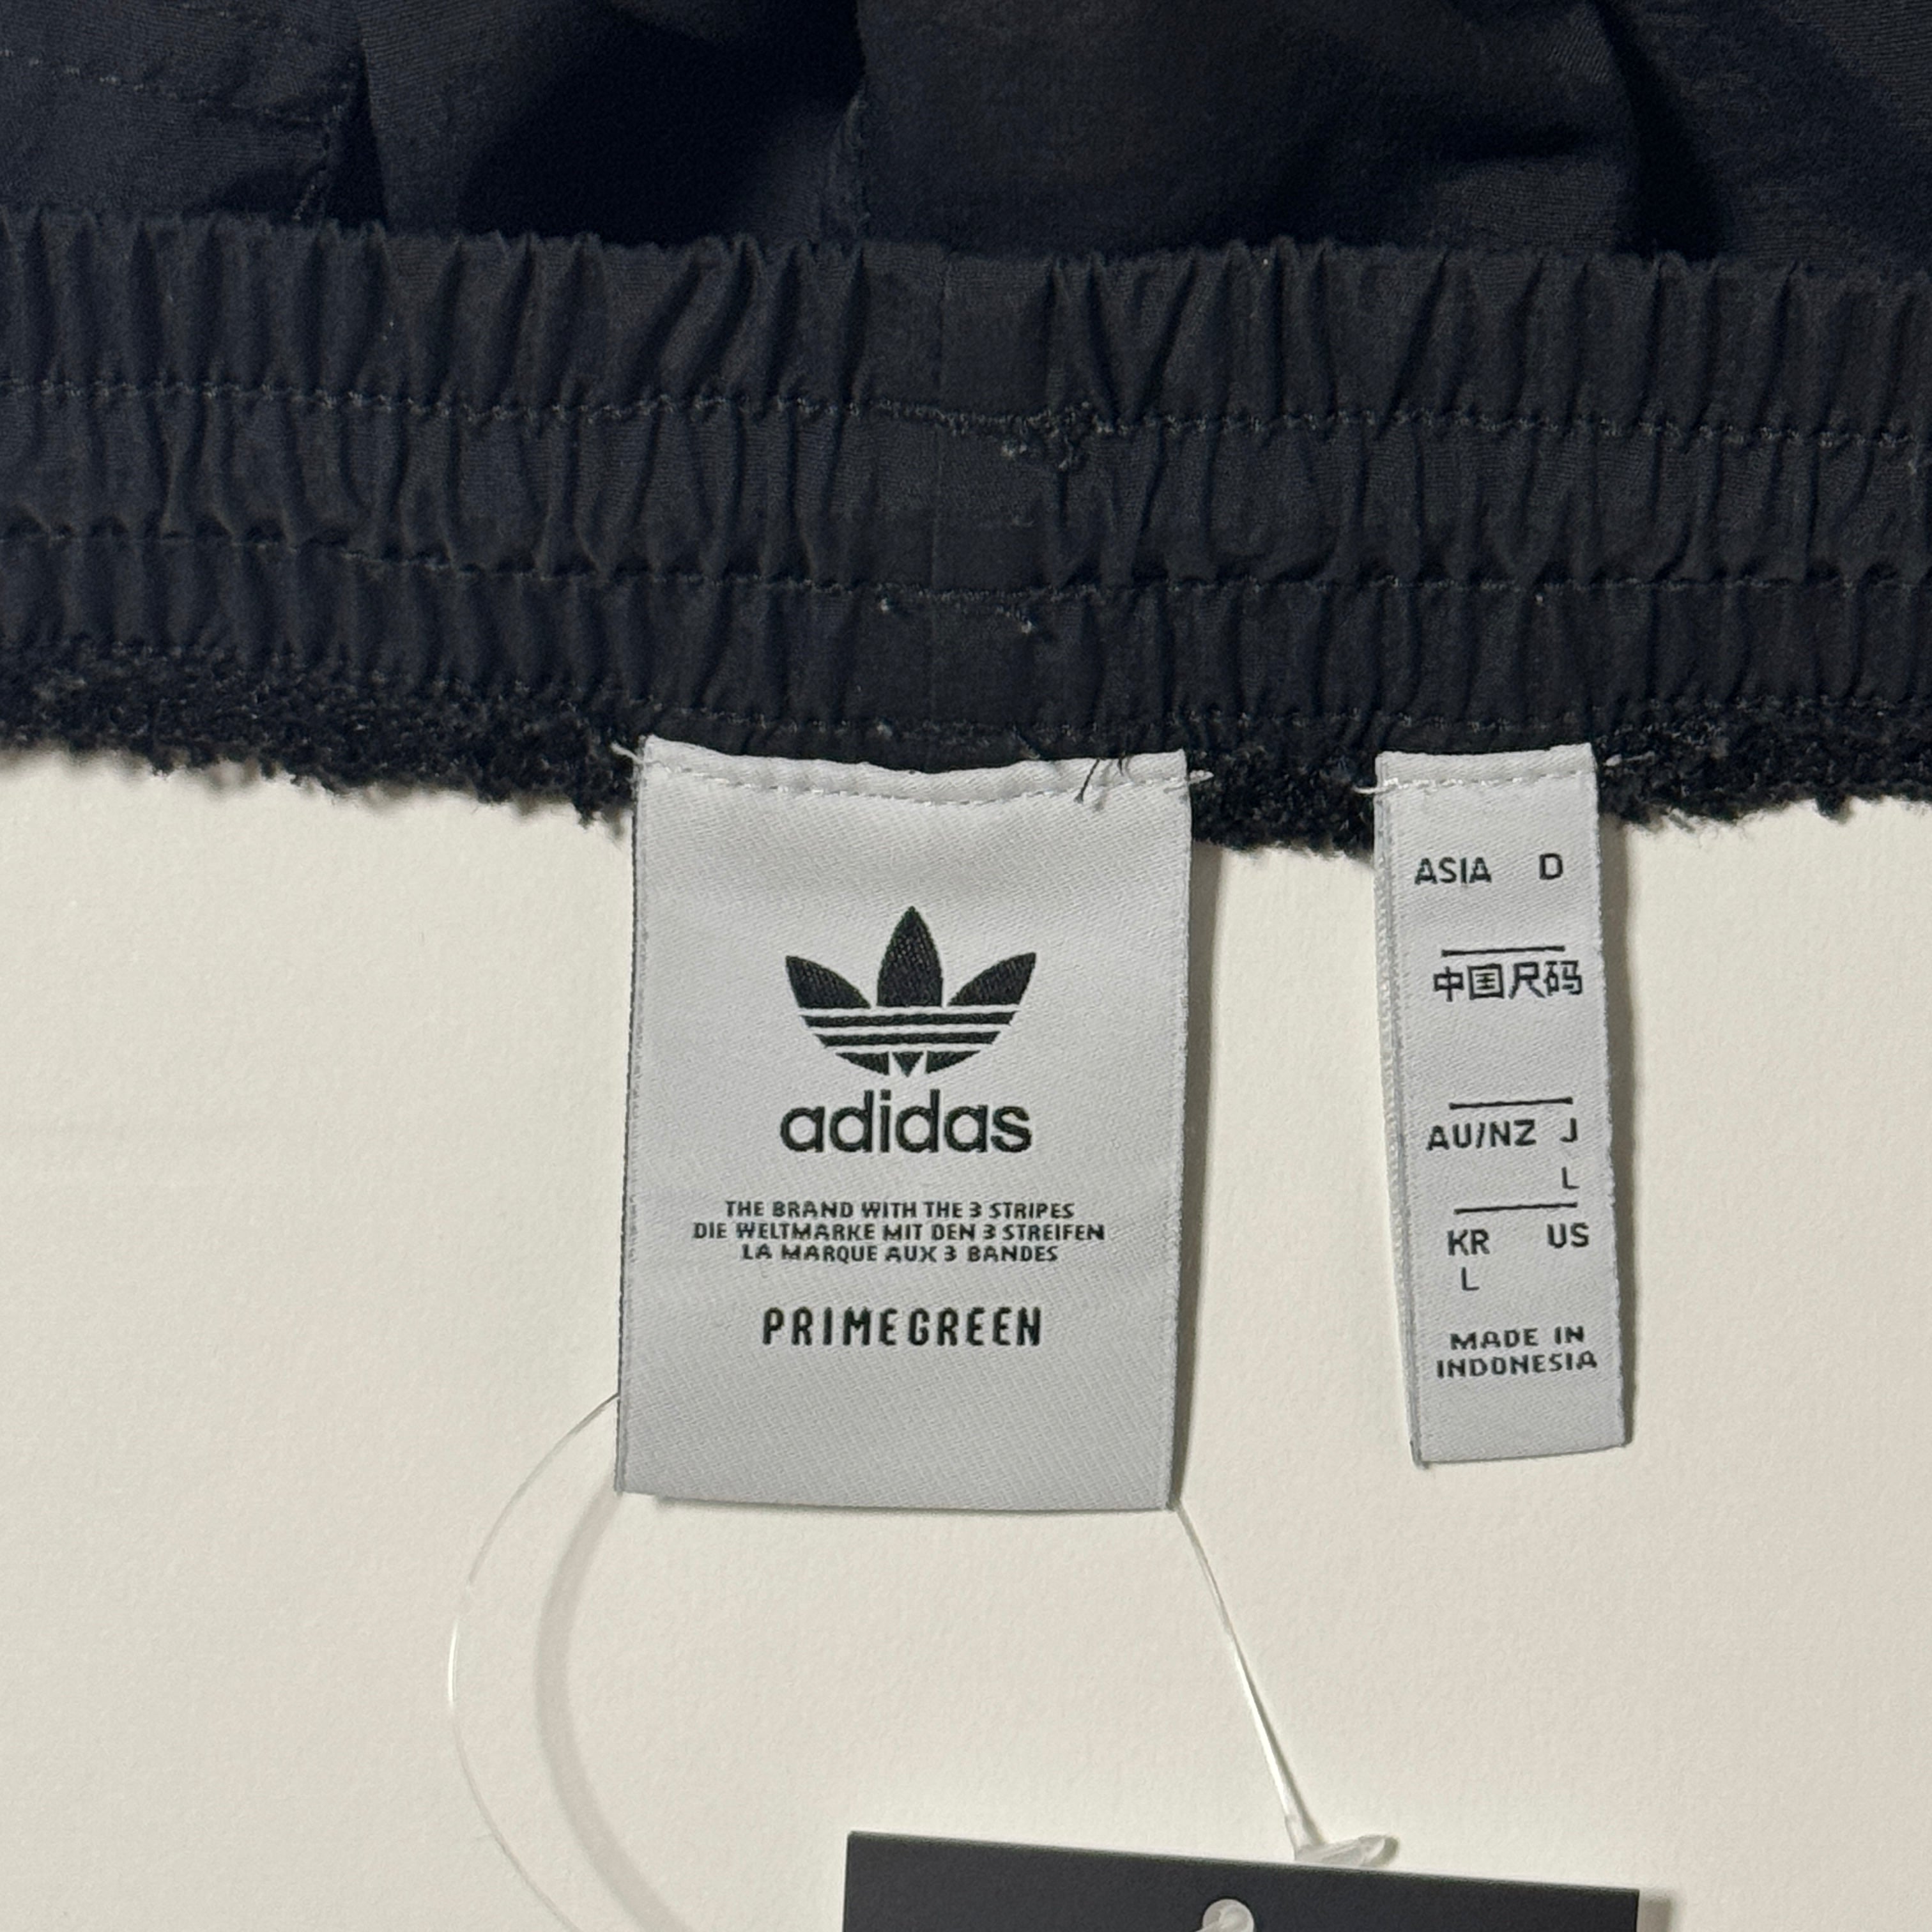 adidas
THE BRAND WITH THE 3 STRIPES
DIE WELTMARKE MIT DEN 3 STREIFEN
LA MARQUE AUX 3 BANDES
PRIMEGREEN
ASIA D
中国尺码
AU/NZ J
L
KR US
L
MADE IN
INDONESIA